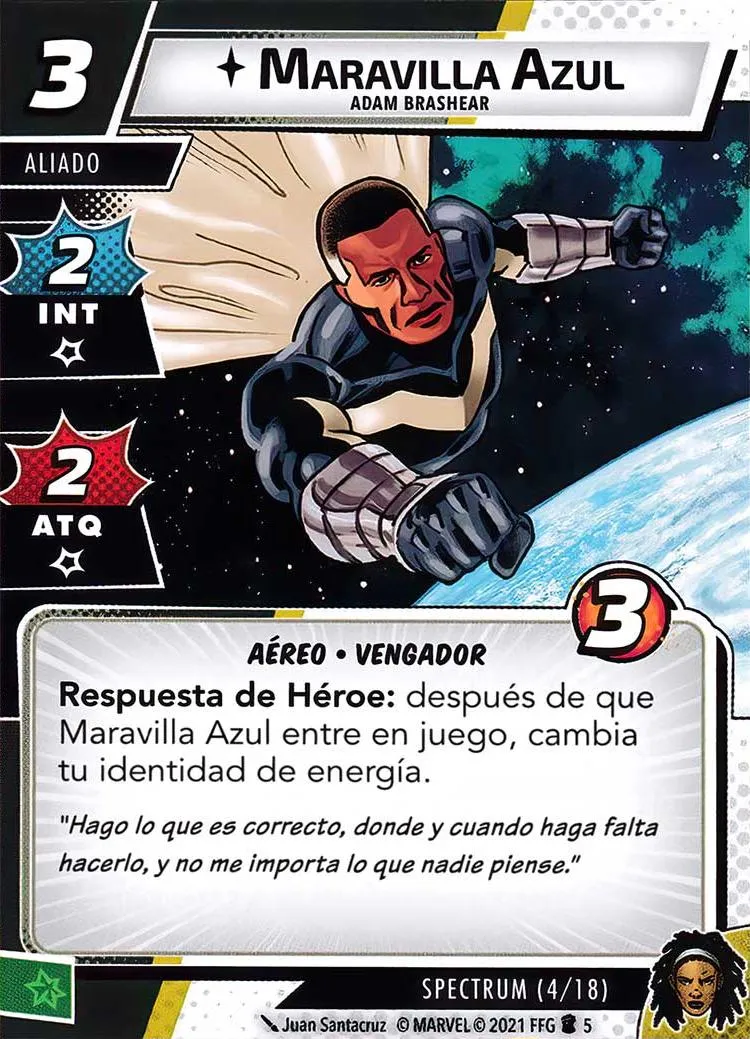 3
MARAVILLA AZUL
ADAM BRASHEAR
ALIADO
2
INT
2
ATQ
3
AÉREO • VENGADOR
Respuesta de Héroe: después de que
Maravilla Azul entre en juego, cambia
tu identidad de energía.
"Hago lo que es correcto, donde y cuando haga falta
hacerlo, y no me importa lo que nadie piense."
SPECTRUM (4/18)
Juan Santacruz © MARVEL © 2021 FFG 5